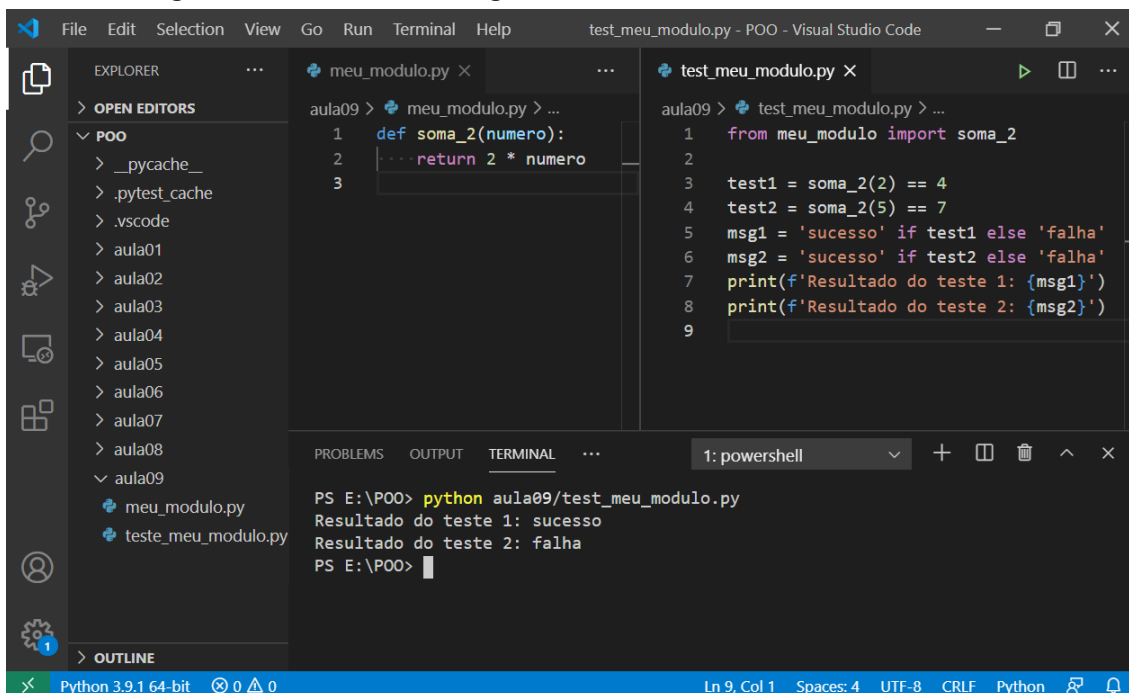 File Edit Selection View Go Run Terminal Help test_meu_modulo.py - POO - Visual Studio Code
EXPLORER
OPEN EDITORS
POO
__pycache__
.pytest_cache
.vscode
aula01
aula02
aula03
aula04
aula05
aula06
aula07
aula08
aula09
meu_modulo.py
teste_meu_modulo.py
OUTLINE
meu_modulo.py
aula09 > meu_modulo.py > ...
1 def soma_2(numero):
2 ····return 2 * numero
3
test_meu_modulo.py
aula09 > test_meu_modulo.py > ...
1 from meu_modulo import soma_2
2
3 test1 = soma_2(2) == 4
4 test2 = soma_2(5) == 7
5 msg1 = 'sucesso' if test1 else 'falha'
6 msg2 = 'sucesso' if test2 else 'falha'
7 print(f'Resultado do teste 1: {msg1}')
8 print(f'Resultado do teste 2: {msg2}')
9
PROBLEMS OUTPUT TERMINAL ··· 1: powershell
PS E:\POO> python aula09/test_meu_modulo.py
Resultado do teste 1: sucesso
Resultado do teste 2: falha
PS E:\POO>
1
Python 3.9.1 64-bit 0 0 Ln 9, Col 1 Spaces: 4 UTF-8 CRLF Python